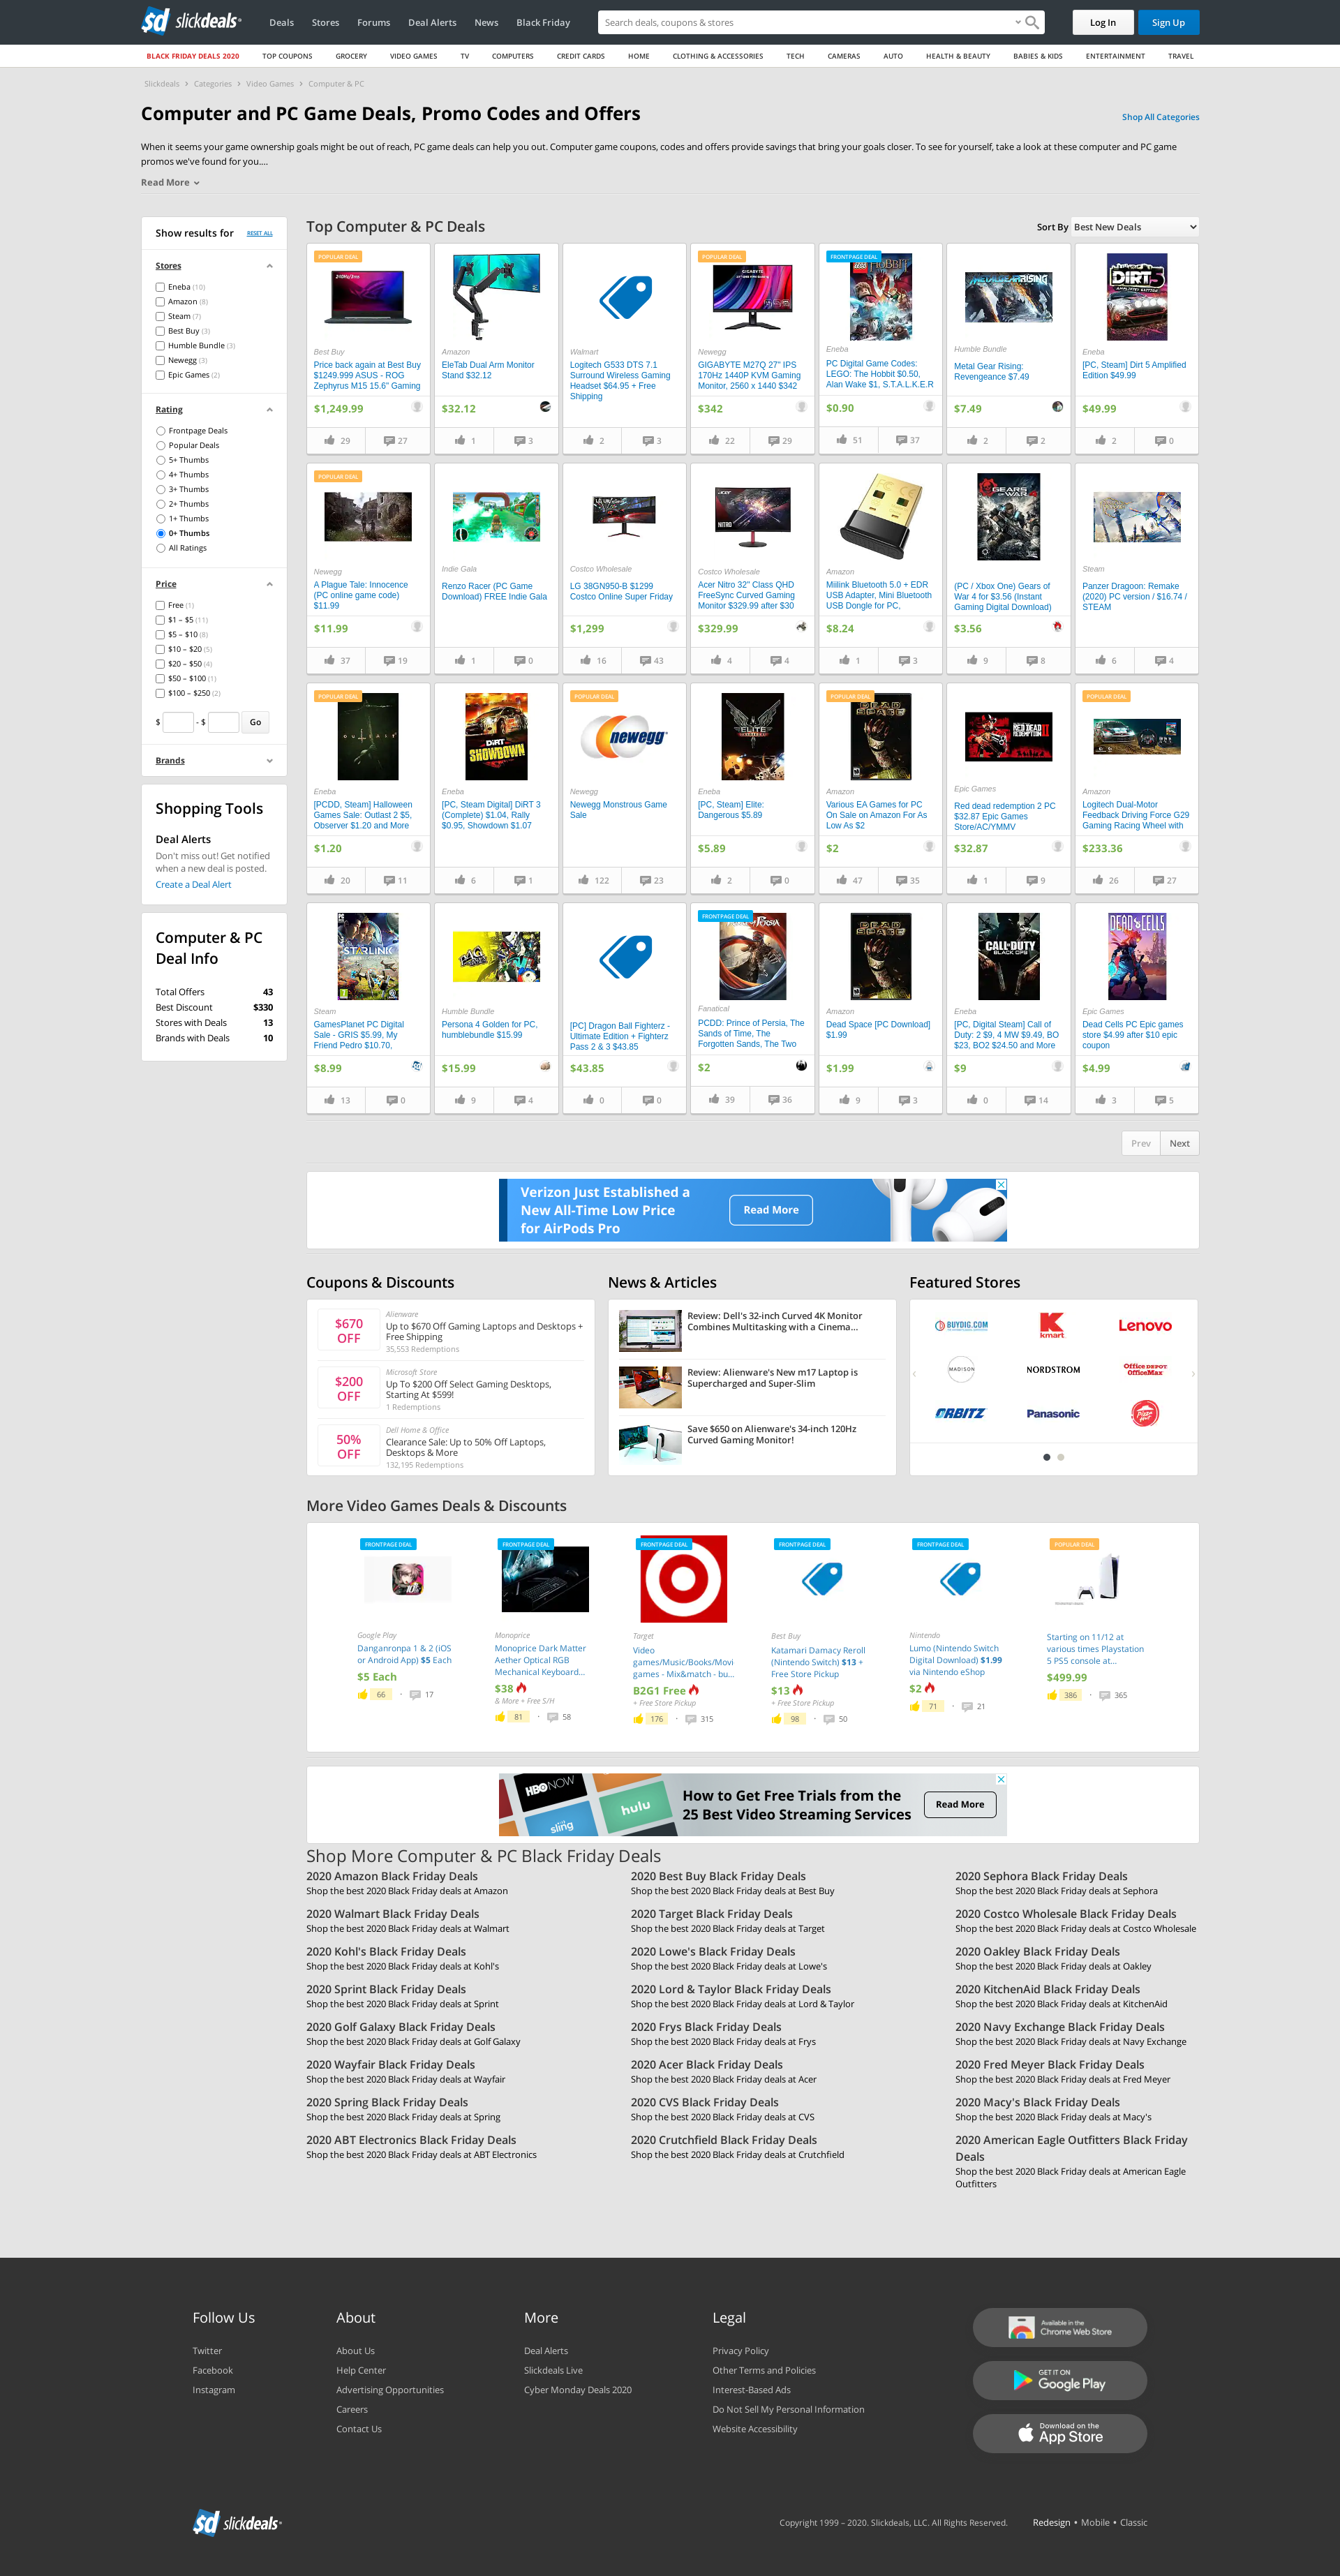 slickdeals
Deals Stores Forums Deal Alerts News Black Friday
Search deals, coupons & stores
Log In Sign Up
BLACK FRIDAY DEALS 2020 TOP COUPONS GROCERY VIDEO GAMES TV COMPUTERS CREDIT CARDS HOME CLOTHING & ACCESSORIES TECH CAMERAS AUTO HEALTH & BEAUTY BABIES & KIDS ENTERTAINMENT TRAVEL
Slickdeals Categories Video Games Computer & PC
Computer and PC Game Deals, Promo Codes and Offers
Shop All Categories
When it seems your game ownership goals might be out of reach, PC game deals can help you out. Computer game coupons, codes and offers provide savings that bring your goals closer. To see for yourself, take a look at these computer and PC game
promos we've found for you....
Read More
Show results for RESET ALL
Stores
Eneba (10)
Amazon (8)
Steam (7)
Best Buy (3)
Humble Bundle (3)
Newegg (3)
Epic Games (2)
Rating
Frontpage Deals
Popular Deals
5+ Thumbs
4+ Thumbs
3+ Thumbs
2+ Thumbs
1+ Thumbs
0+ Thumbs
All Ratings
Price
Free (1)
$1 – $5 (11)
$5 – $10 (8)
$10 – $20 (5)
$20 – $50 (4)
$50 – $100 (1)
$100 – $250 (2)
$ - $ Go
Brands
Shopping Tools
Deal Alerts
Don't miss out! Get notified
when a new deal is posted.
Create a Deal Alert
Computer & PC
Deal Info
Total Offers 43
Best Discount $330
Stores with Deals 13
Brands with Deals 10
Top Computer & PC Deals
Sort By Best New Deals
POPULAR DEAL
Best Buy
Price back again at Best Buy
$1249.999 ASUS - ROG
Zephyrus M15 15.6" Gaming
$1,249.99
29 27
Amazon
EleTab Dual Arm Monitor
Stand $32.12
$32.12
1 3
Walmart
Logitech G533 DTS 7.1
Surround Wireless Gaming
Headset $64.95 + Free
Shipping
2 3
POPULAR DEAL
Newegg
GIGABYTE M27Q 27" IPS
170Hz 1440P KVM Gaming
Monitor, 2560 x 1440 $342
$342
22 29
FRONTPAGE DEAL
Eneba
PC Digital Game Codes:
LEGO: The Hobbit $0.50,
Alan Wake $1, S.T.A.L.K.E.R
$0.90
51 37
METAL GEAR RISING
Humble Bundle
Metal Gear Rising:
Revengeance $7.49
$7.49
2 2
DIRT 5
Eneba
[PC, Steam] Dirt 5 Amplified
Edition $49.99
$49.99
2 0
POPULAR DEAL
Newegg
A Plague Tale: Innocence
(PC online game code)
$11.99
$11.99
37 19
Indie Gala
Renzo Racer (PC Game
Download) FREE Indie Gala
1 0
Costco Wholesale
LG 38GN950-B $1299
Costco Online Super Friday
$1,299
16 43
acer
NITRO
Costco Wholesale
Acer Nitro 32" Class QHD
FreeSync Curved Gaming
Monitor $329.99 after $30
$329.99
4 4
Amazon
Miilink Bluetooth 5.0 + EDR
USB Adapter, Mini Bluetooth
USB Dongle for PC,
$8.24
1 3
GEARS OF WAR 4
(PC / Xbox One) Gears of
War 4 for $3.56 (Instant
Gaming Digital Download)
$3.56
9 8
Steam
Panzer Dragoon: Remake
(2020) PC version / $16.74 /
STEAM
6 4
POPULAR DEAL
OUTLAST
Eneba
[PCDD, Steam] Halloween
Games Sale: Outlast 2 $5,
Observer $1.20 and More
$1.20
20 11
DIRT SHOWDOWN
Eneba
[PC, Steam Digital] DiRT 3
(Complete) $1.04, Rally
$0.95, Showdown $1.07
6 1
POPULAR DEAL
newegg
Newegg
Newegg Monstrous Game
Sale
122 23
ELITE
Eneba
[PC, Steam] Elite:
Dangerous $5.89
$5.89
2 0
POPULAR DEAL
DEAD SPACE
Amazon
Various EA Games for PC
On Sale on Amazon For As
Low As $2
$2
47 35
RED DEAD REDEMPTION II
Epic Games
Red dead redemption 2 PC
$32.87 Epic Games
Store/AC/YMMV
$32.87
1 9
POPULAR DEAL
Amazon
Logitech Dual-Motor
Feedback Driving Force G29
Gaming Racing Wheel with
$233.36
26 27
STARLINK
Steam
GamesPlanet PC Digital
Sale - GRIS $5.99, My
Friend Pedro $10.70,
$8.99
13 0
Humble Bundle
Persona 4 Golden for PC,
humblebundle $15.99
$15.99
9 4
[PC] Dragon Ball Fighterz -
Ultimate Edition + Fighterz
Pass 2 & 3 $43.85
$43.85
0 0
FRONTPAGE DEAL
Fanatical
PCDD: Prince of Persia, The
Sands of Time, The
Forgotten Sands, The Two
$2
39 36
DEAD SPACE
Amazon
Dead Space [PC Download]
$1.99
$1.99
9 3
CALL OF DUTY
BLACK OPS
Eneba
[PC, Digital Steam] Call of
Duty: 2 $9, 4 MW $9.49, BO
$23, BO2 $24.50 and More
$9
0 14
DEAD CELLS
Epic Games
Dead Cells PC Epic games
store $4.99 after $10 epic
coupon
$4.99
3 5
Prev Next
Verizon Just Established a
New All-Time Low Price
for AirPods Pro
Read More
Coupons & Discounts
$670
OFF
Alienware
Up to $670 Off Gaming Laptops and Desktops +
Free Shipping
35,553 Redemptions
$200
OFF
Microsoft Store
Up To $200 Off Select Gaming Desktops,
Starting At $599!
1 Redemptions
50%
OFF
Dell Home & Office
Clearance Sale: Up to 50% Off Laptops,
Desktops & More
132,195 Redemptions
News & Articles
Review: Dell's 32-inch Curved 4K Monitor
Combines Multitasking with a Cinema...
Review: Alienware's New m17 Laptop is
Supercharged and Super-Slim
Save $650 on Alienware's 34-inch 120Hz
Curved Gaming Monitor!
Featured Stores
BUYDIG.COM kmart Lenovo
MADISON NORDSTROM Office DEPOT OfficeMax
ORBITZ Panasonic Pizza Hut
More Video Games Deals & Discounts
FRONTPAGE DEAL
Google Play
Danganronpa 1 & 2 (iOS
or Android App) $5 Each
$5 Each
66 · 17
FRONTPAGE DEAL
Monoprice
Monoprice Dark Matter
Aether Optical RGB
Mechanical Keyboard...
$38
& More + Free S/H
81 · 58
FRONTPAGE DEAL
Target
Video
games/Music/Books/Movi
games - Mix&match - bu...
B2G1 Free
+ Free Store Pickup
176 · 315
FRONTPAGE DEAL
Best Buy
Katamari Damacy Reroll
(Nintendo Switch) $13 +
Free Store Pickup
$13
+ Free Store Pickup
98 · 50
FRONTPAGE DEAL
Nintendo
Lumo (Nintendo Switch
Digital Download) $1.99
via Nintendo eShop
$2
71 · 21
POPULAR DEAL
Starting on 11/12 at
various times Playstation
5 PS5 console at...
$499.99
386 · 365
HBO NOW
hulu
sling
How to Get Free Trials from the
25 Best Video Streaming Services
Read More
Shop More Computer & PC Black Friday Deals
2020 Amazon Black Friday Deals
Shop the best 2020 Black Friday deals at Amazon
2020 Best Buy Black Friday Deals
Shop the best 2020 Black Friday deals at Best Buy
2020 Sephora Black Friday Deals
Shop the best 2020 Black Friday deals at Sephora
2020 Walmart Black Friday Deals
Shop the best 2020 Black Friday deals at Walmart
2020 Target Black Friday Deals
Shop the best 2020 Black Friday deals at Target
2020 Costco Wholesale Black Friday Deals
Shop the best 2020 Black Friday deals at Costco Wholesale
2020 Kohl's Black Friday Deals
Shop the best 2020 Black Friday deals at Kohl's
2020 Lowe's Black Friday Deals
Shop the best 2020 Black Friday deals at Lowe's
2020 Oakley Black Friday Deals
Shop the best 2020 Black Friday deals at Oakley
2020 Sprint Black Friday Deals
Shop the best 2020 Black Friday deals at Sprint
2020 Lord & Taylor Black Friday Deals
Shop the best 2020 Black Friday deals at Lord & Taylor
2020 KitchenAid Black Friday Deals
Shop the best 2020 Black Friday deals at KitchenAid
2020 Golf Galaxy Black Friday Deals
Shop the best 2020 Black Friday deals at Golf Galaxy
2020 Frys Black Friday Deals
Shop the best 2020 Black Friday deals at Frys
2020 Navy Exchange Black Friday Deals
Shop the best 2020 Black Friday deals at Navy Exchange
2020 Wayfair Black Friday Deals
Shop the best 2020 Black Friday deals at Wayfair
2020 Acer Black Friday Deals
Shop the best 2020 Black Friday deals at Acer
2020 Fred Meyer Black Friday Deals
Shop the best 2020 Black Friday deals at Fred Meyer
2020 Spring Black Friday Deals
Shop the best 2020 Black Friday deals at Spring
2020 CVS Black Friday Deals
Shop the best 2020 Black Friday deals at CVS
2020 Macy's Black Friday Deals
Shop the best 2020 Black Friday deals at Macy's
2020 ABT Electronics Black Friday Deals
Shop the best 2020 Black Friday deals at ABT Electronics
2020 Crutchfield Black Friday Deals
Shop the best 2020 Black Friday deals at Crutchfield
2020 American Eagle Outfitters Black Friday
Deals
Shop the best 2020 Black Friday deals at American Eagle
Outfitters
Follow Us
Twitter
Facebook
Instagram
About
About Us
Help Center
Advertising Opportunities
Careers
Contact Us
More
Deal Alerts
Slickdeals Live
Cyber Monday Deals 2020
Legal
Privacy Policy
Other Terms and Policies
Interest-Based Ads
Do Not Sell My Personal Information
Website Accessibility
Available in the
Chrome Web Store
GET IT ON
Google Play
Download on the
App Store
slickdeals
Copyright 1999 – 2020. Slickdeals, LLC. All Rights Reserved.
Redesign • Mobile • Classic